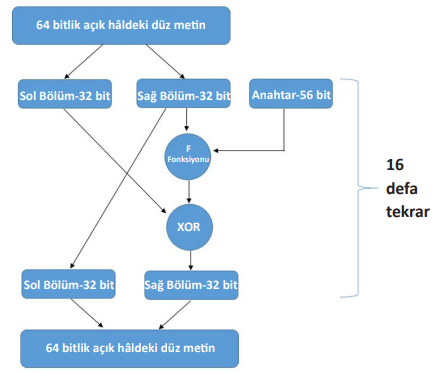 64 bitlik açık hâldeki düz metin
Sol Bölüm-32 bit
Sağ Bölüm-32 bit
Anahtar-56 bit
F
Fonksiyonu
16
defa
tekrar
XOR
Sol Bölüm-32 bit
Sağ Bölüm-32 bit
64 bitlik açık hâldeki düz metin